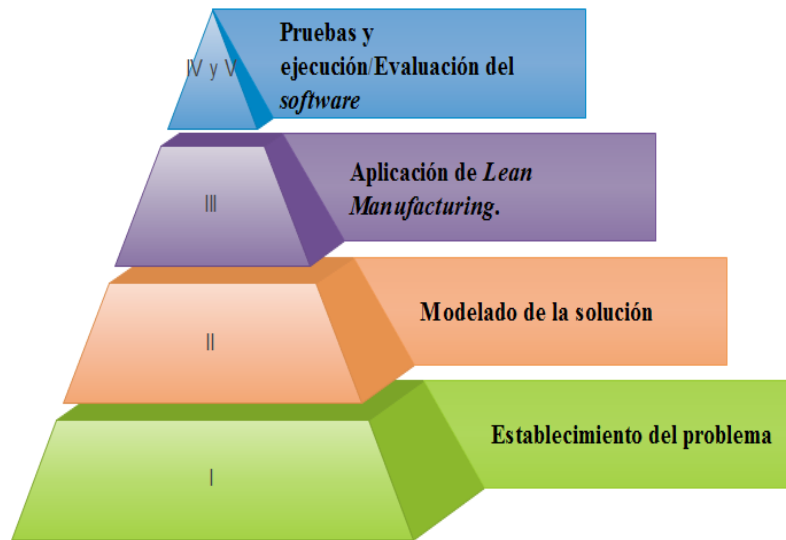 IV y V
Pruebas y
ejecución/Evaluación del
software
III
Aplicación de Lean
Manufacturing.
II
Modelado de la solución
I
Establecimiento del problema